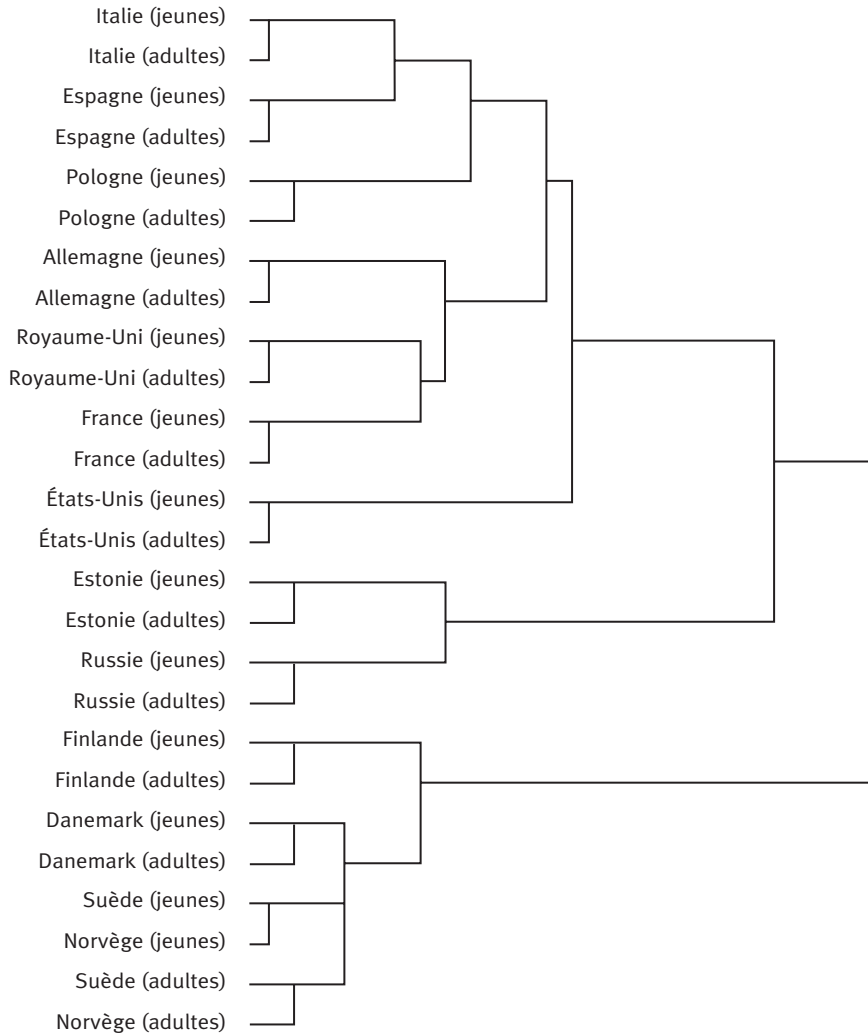 Italie (jeunes)
Italie (adultes)
Espagne (jeunes)
Espagne (adultes)
Pologne (jeunes)
Pologne (adultes)
Allemagne (jeunes)
Allemagne (adultes)
Royaume-Uni (jeunes)
Royaume-Uni (adultes)
France (jeunes)
France (adultes)
États-Unis (jeunes)
États-Unis (adultes)
Estonie (jeunes)
Estonie (adultes)
Russie (jeunes)
Russie (adultes)
Finlande (jeunes)
Finlande (adultes)
Danemark (jeunes)
Danemark (adultes)
Suède (jeunes)
Norvège (jeunes)
Suède (adultes)
Norvège (adultes)